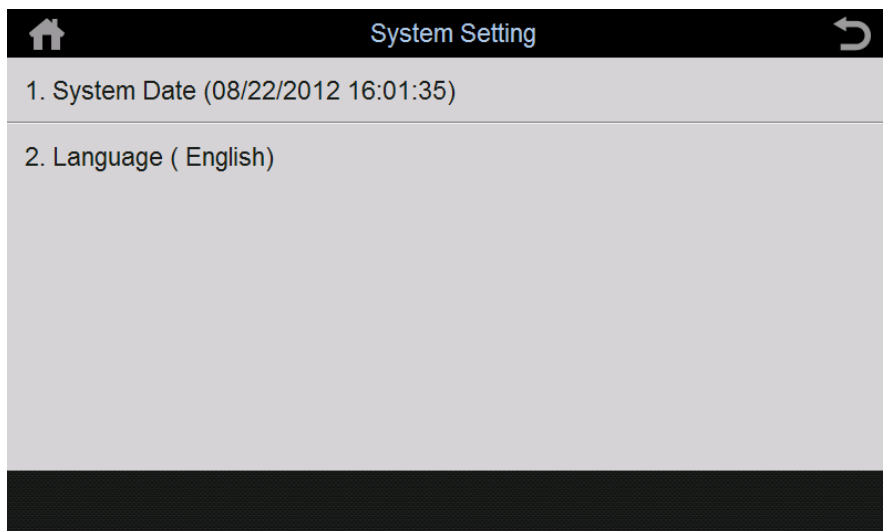 System Setting
1. System Date (08/22/2012 16:01:35)
2. Language ( English)